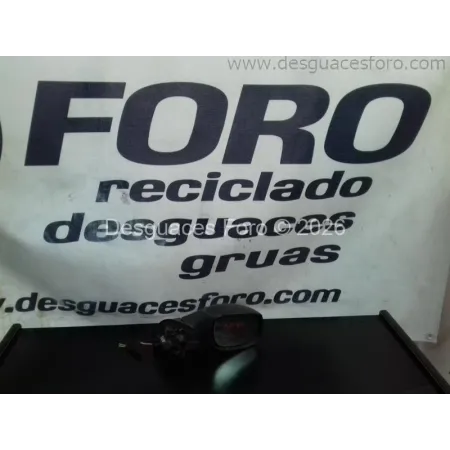 www.desguacesforo.com
FORO
reciclado
desguaces
Desguaces Foro © 2026
gruas
w.desguacesforo.com